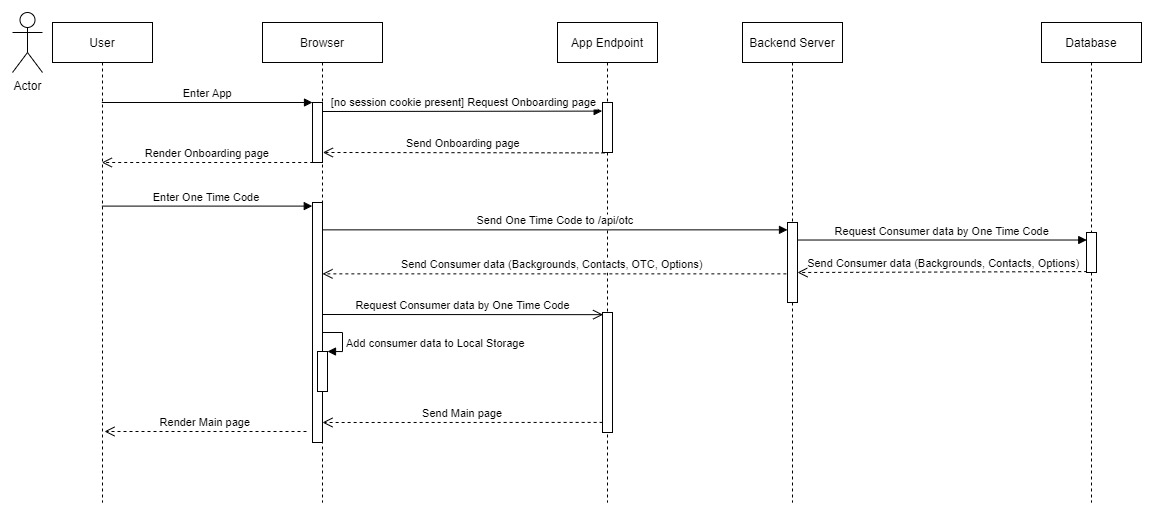 User
Browser
App Endpoint
Backend Server
Database
Actor
Enter App
[no session cookie present] Request Onboarding page
Send Onboarding page
Render Onboarding page
Enter One Time Code
Send One Time Code to /api/otc
Request Consumer data by One Time Code
Send Consumer data (Backgrounds, Contacts, OTC, Options)
Send Consumer data (Backgrounds, Contacts, Options)
Request Consumer data by One Time Code
Add consumer data to Local Storage
Send Main page
Render Main page